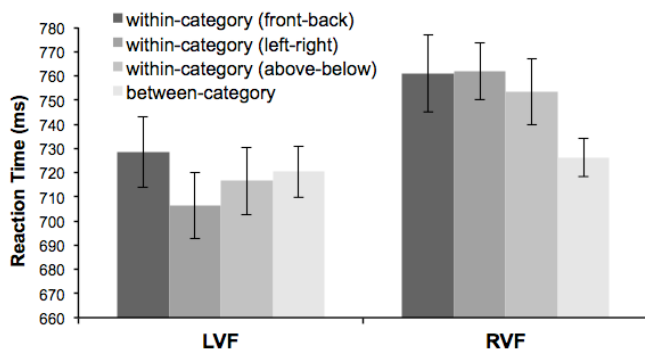 780
770
760
750
740
730
720
710
700
690
680
670
660
Reaction Time (ms)
within-category (front-back)
within-category (left-right)
within-category (above-below)
between-category
LVF
RVF